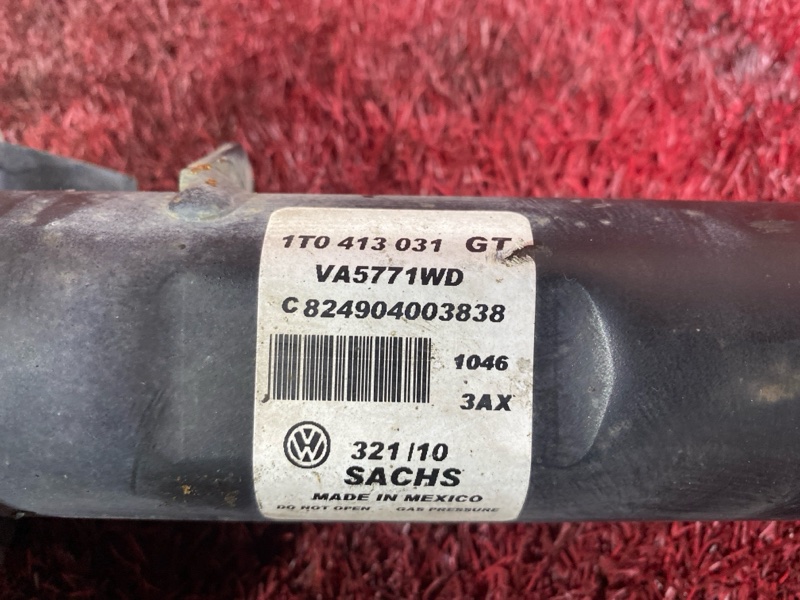 1T0 413 031 GT
VA5771WD
C 824904003838
1046
3AX
VW
321/10
SACHS
MADE IN MEXICO
DO NOT OPEN GAS PRESSURE